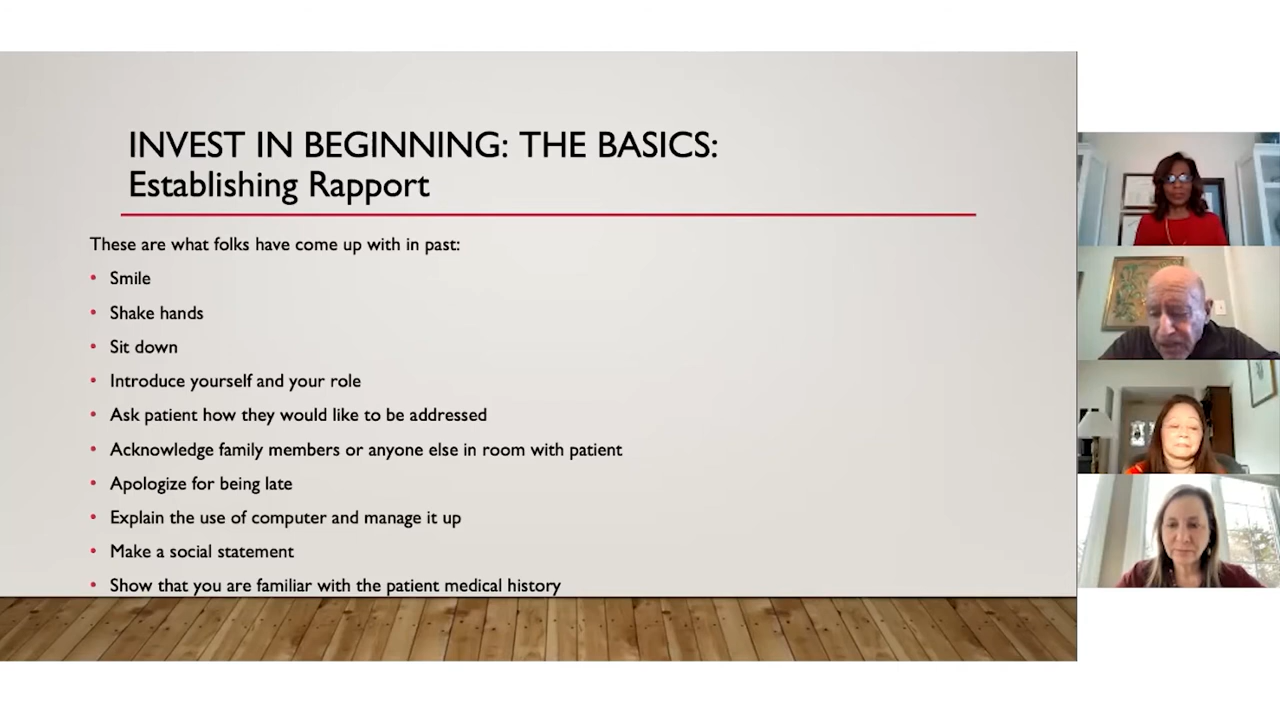 INVEST IN BEGINNING: THE BASICS:
Establishing Rapport
These are what folks have come up with in past:
• Smile
• Shake hands
• Sit down
• Introduce yourself and your role
• Ask patient how they would like to be addressed
• Acknowledge family members or anyone else in room with patient
• Apologize for being late
• Explain the use of computer and manage it up
• Make a social statement
• Show that you are familiar with the patient medical history